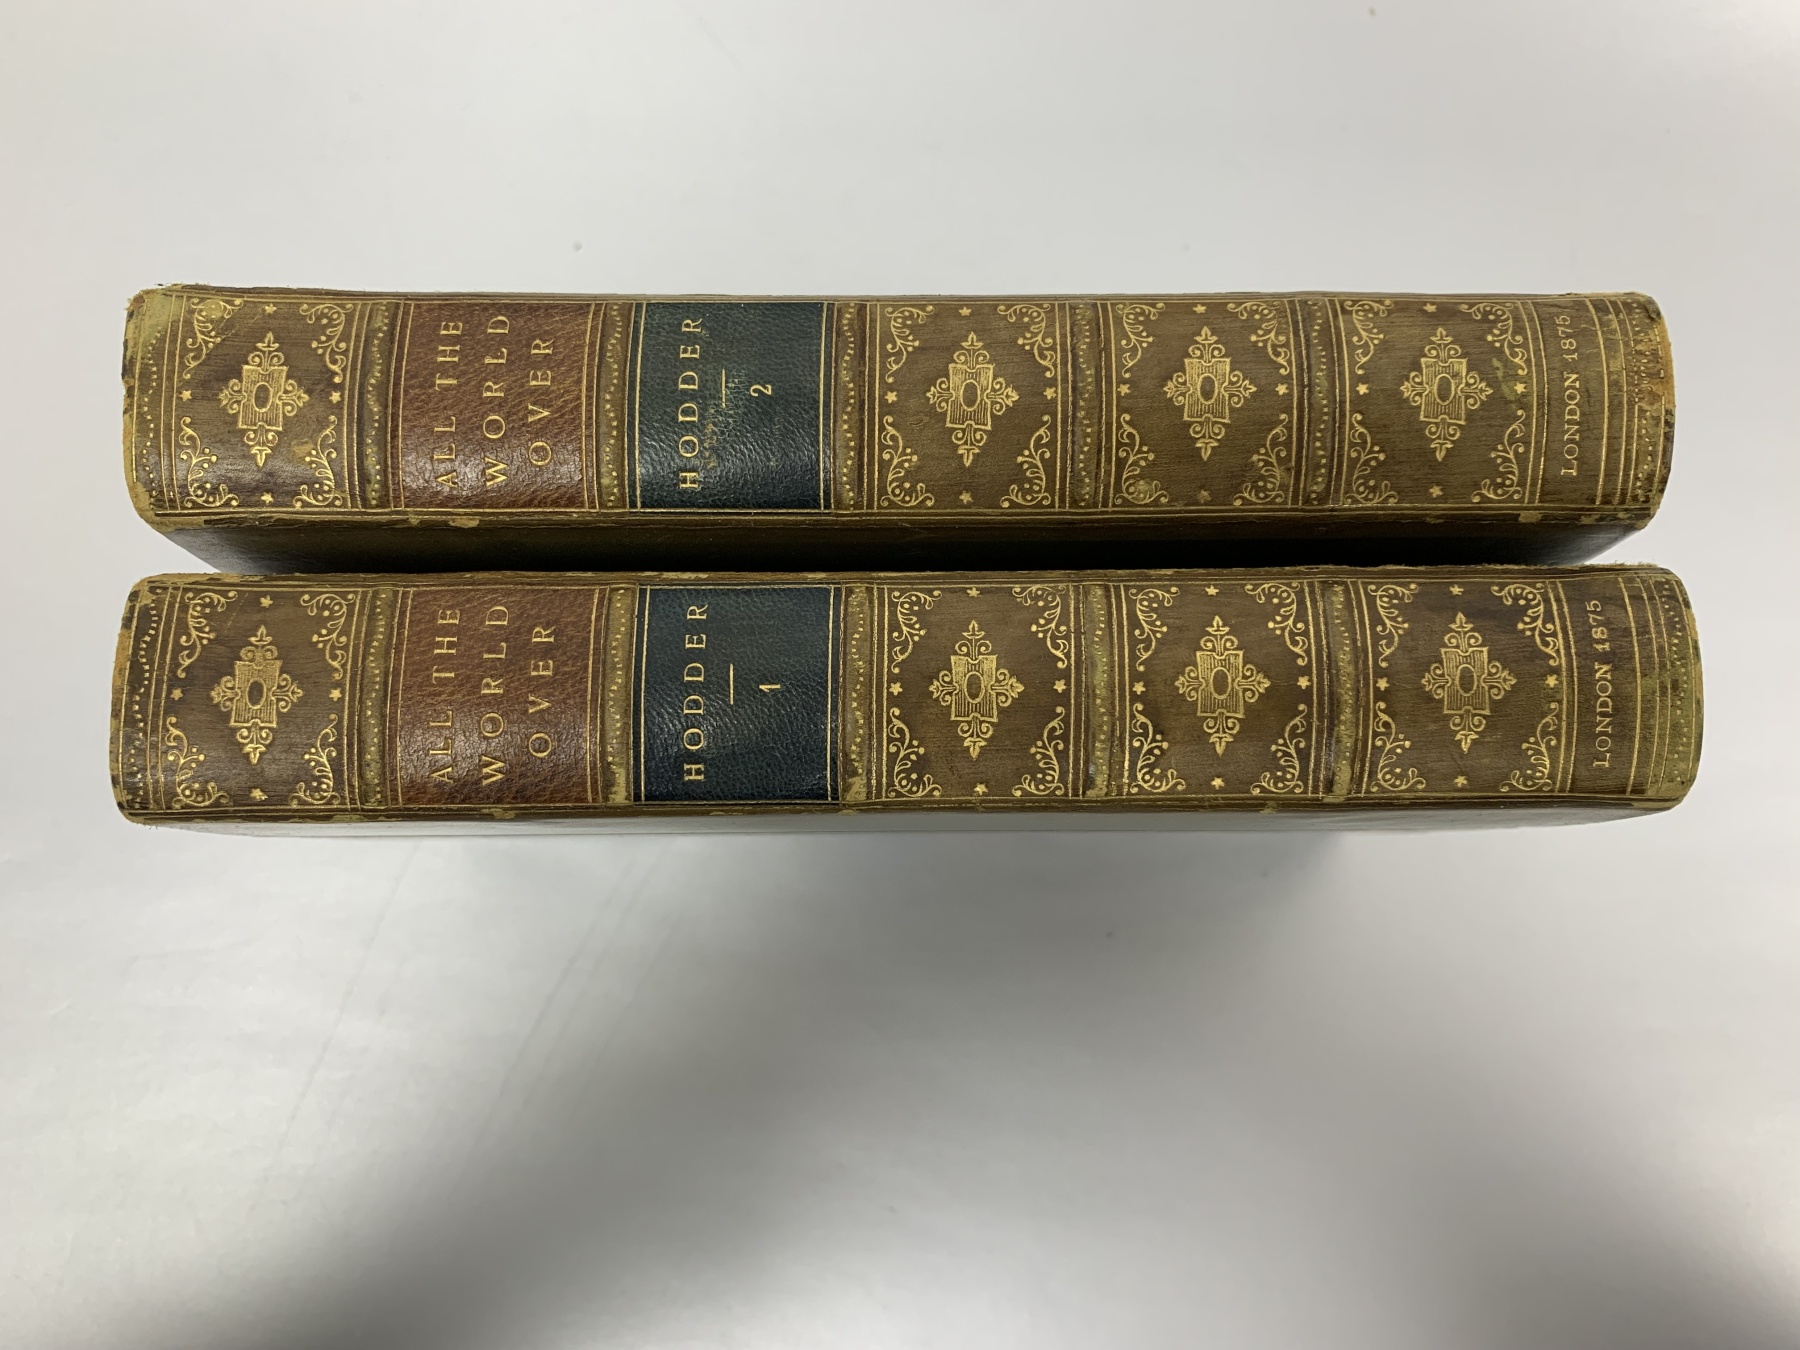 ALL THE
WORLD
OVER
HODDER
2
LONDON 1875
ALL THE
WORLD
OVER
HODDER
1
LONDON 1875